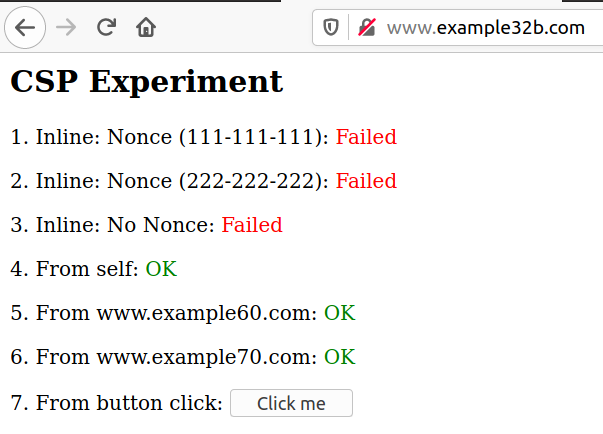 www.example32b.com
CSP Experiment
1. Inline: Nonce (111-111-111): Failed
2. Inline: Nonce (222-222-222): Failed
3. Inline: No Nonce: Failed
4. From self: OK
5. From www.example60.com: OK
6. From www.example70.com: OK
7. From button click: Click me